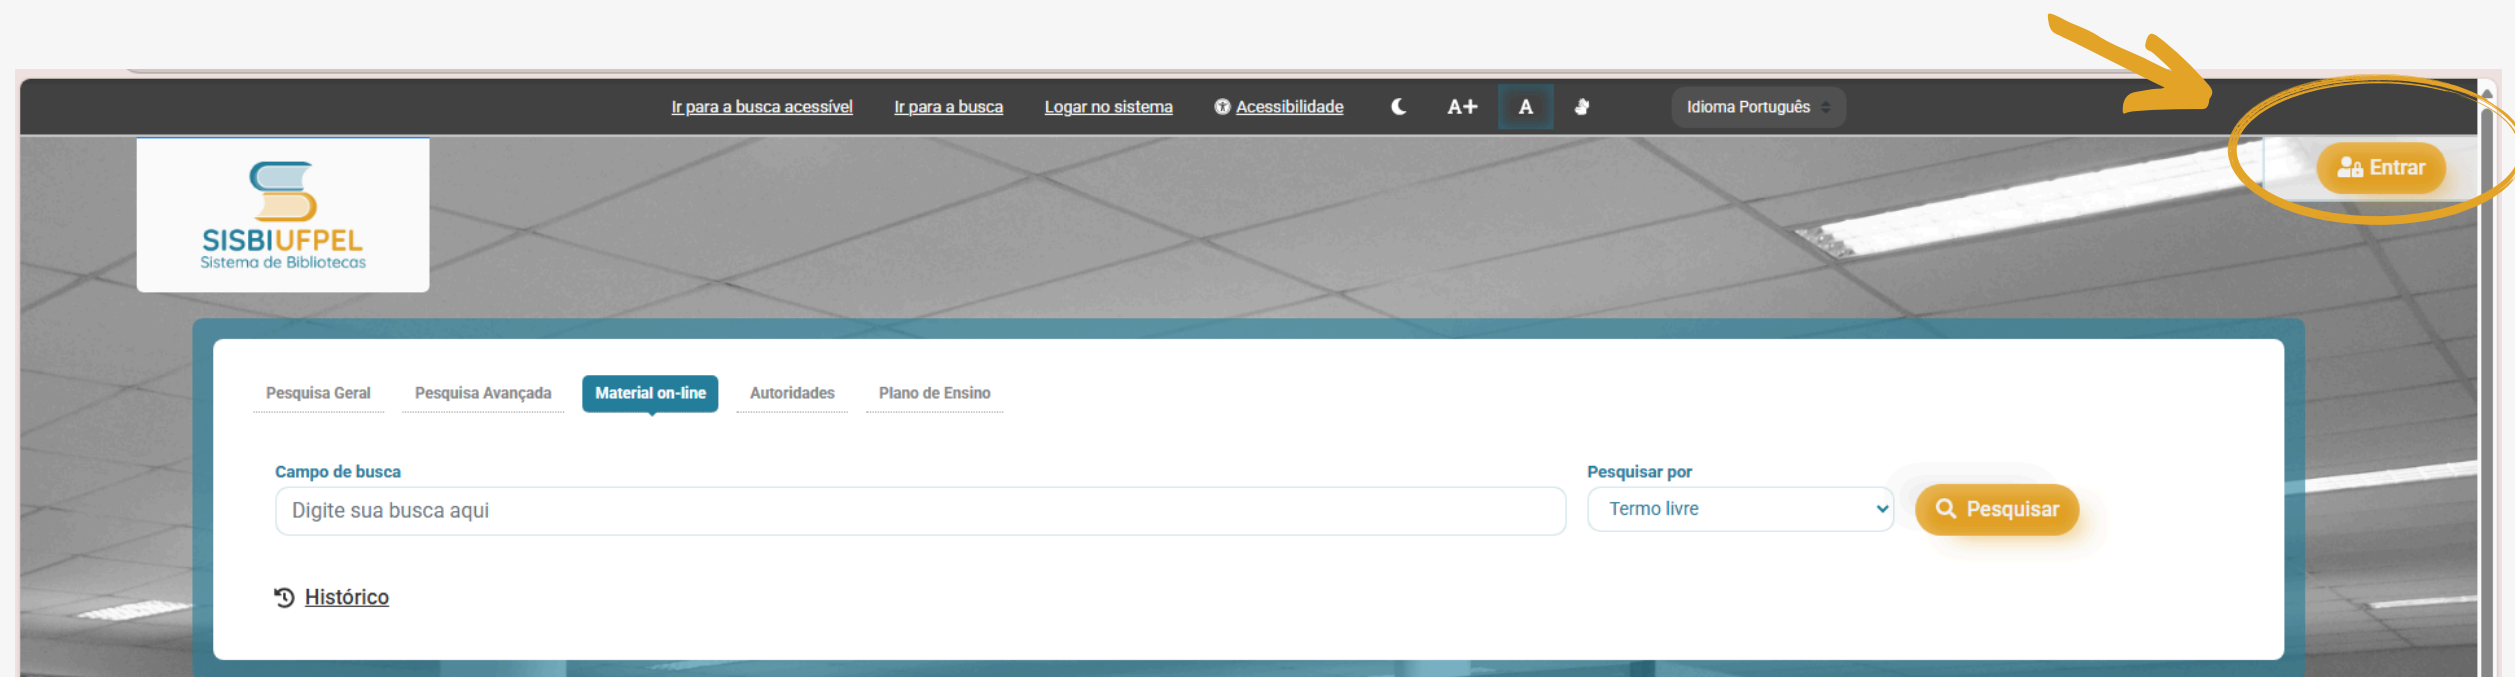 Ir para a busca acessível Ir para a busca Logar no sistema Acessibilidade A+ A Idioma Português
Entrar
SISBIUFPEL
Sistema de Bibliotecas
Pesquisa Geral Pesquisa Avançada Material on-line Autoridades Plano de Ensino
Campo de busca Pesquisar por
Digite sua busca aqui Termo livre Pesquisar
Histórico